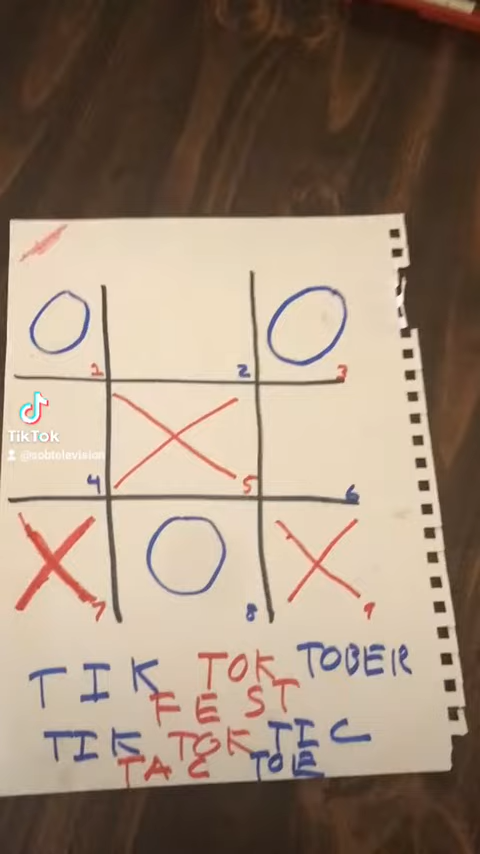 1 2 3
TikTok
@sobtelevision
4 5 6
7 8 9
TIK TOK TOBER
FEST
TIK TOK TIC
TAC TOE